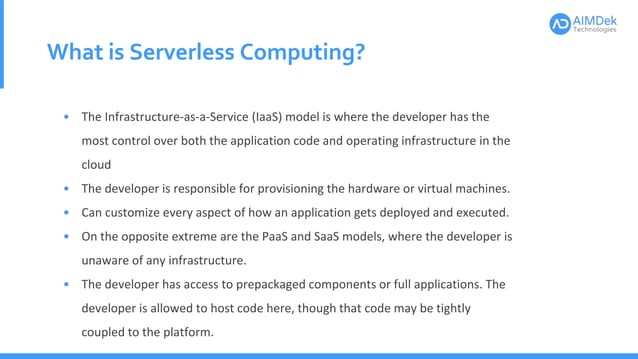 AIMDek
Technologies
What is Serverless Computing?
• The Infrastructure-as-a-Service (IaaS) model is where the developer has the
most control over both the application code and operating infrastructure in the
cloud
• The developer is responsible for provisioning the hardware or virtual machines.
• Can customize every aspect of how an application gets deployed and executed.
• On the opposite extreme are the PaaS and SaaS models, where the developer is
unaware of any infrastructure.
• The developer has access to prepackaged components or full applications. The
developer is allowed to host code here, though that code may be tightly
coupled to the platform.